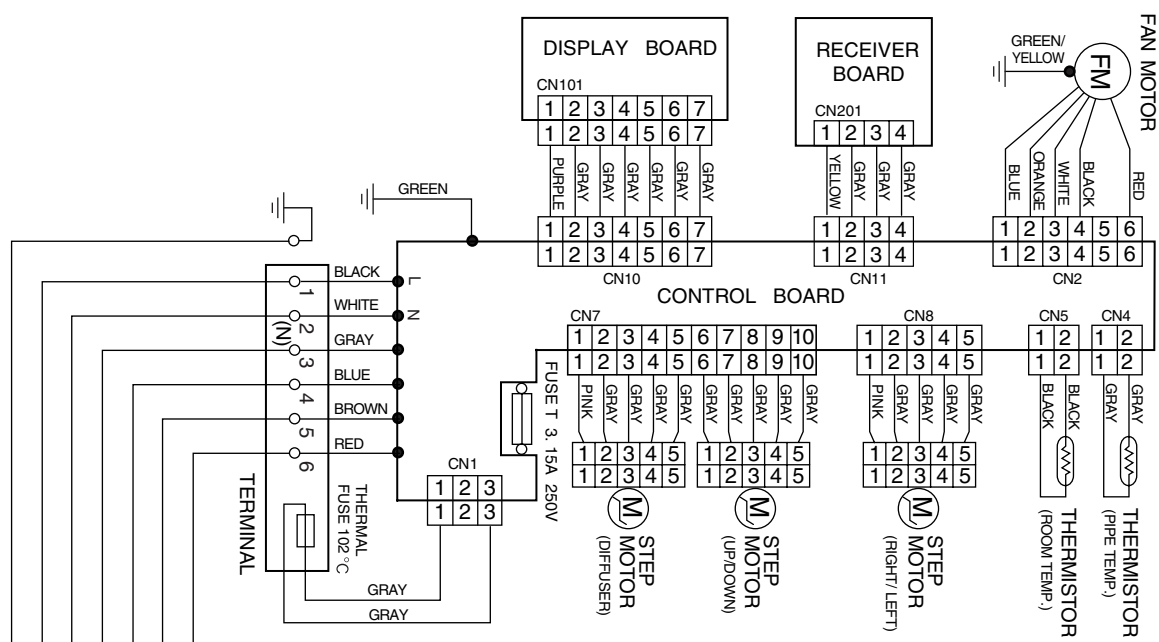 DISPLAY BOARD
CN101
1 2 3 4 5 6 7
1 2 3 4 5 6 7
PURPLE
GRAY
GRAY
GRAY
GRAY
GRAY
GRAY
1 2 3 4 5 6 7
1 2 3 4 5 6 7
CN10
RECEIVER
BOARD
CN201
1 2 3 4
1 2 3 4
YELLOW
GRAY
GRAY
GRAY
1 2 3 4
1 2 3 4
CN11
FAN MOTOR
GREEN/
YELLOW
FM
BLUE
ORANGE
WHITE
BLACK
RED
1 2 3 4 5 6
1 2 3 4 5 6
CN2
GREEN
CONTROL BOARD
BLACK
L
1
WHITE
N
2
(N)
GRAY
3
BLUE
4
BROWN
5
RED
6
TERMINAL
THERMAL
FUSE 102°C
GRAY
GRAY
CN1
1 2 3
1 2 3
FUSE T 3.15A 250V
CN7
1 2 3 4 5 6 7 8 9 10
1 2 3 4 5 6 7 8 9 10
PINK
GRAY
GRAY
GRAY
GRAY
GRAY
GRAY
GRAY
GRAY
GRAY
1 2 3 4 5
1 2 3 4 5
M
STEP
MOTOR
(DIFFUSER)
1 2 3 4 5
1 2 3 4 5
M
STEP
MOTOR
(UP/DOWN)
CN8
1 2 3 4 5
1 2 3 4 5
PINK
GRAY
GRAY
GRAY
GRAY
1 2 3 4 5
1 2 3 4 5
M
STEP
MOTOR
(RIGHT/ LEFT)
CN5
1 2
1 2
BLACK
BLACK
THERMISTOR
(ROOM TEMP.)
CN4
1 2
1 2
GRAY
GRAY
THERMISTOR
(PIPE TEMP.)